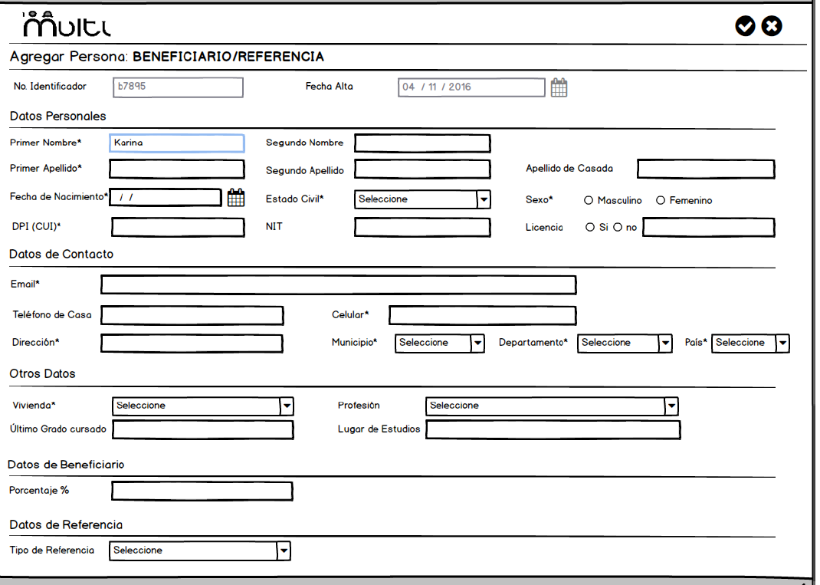 Multi
Agregar Persona: BENEFICIARIO/REFERENCIA
No. Identificador b7895 Fecha Alta 04 / 11 / 2016
Datos Personales
Primer Nombre* Karina Segundo Nombre
Primer Apellido* Segundo Apellido Apellido de Casada
Fecha de Nacimiento* / / Estado Civil* Seleccione Sexo* Masculino Femenino
DPI (CUI)* NIT Licencia Si no
Datos de Contacto
Email*
Teléfono de Casa Celular*
Dirección* Municipio* Seleccione Departamento* Seleccione País* Seleccione
Otros Datos
Vivienda* Seleccione Profesión Seleccione
Último Grado cursado Lugar de Estudios
Datos de Beneficiario
Porcentaje %
Datos de Referencia
Tipo de Referencia Seleccione